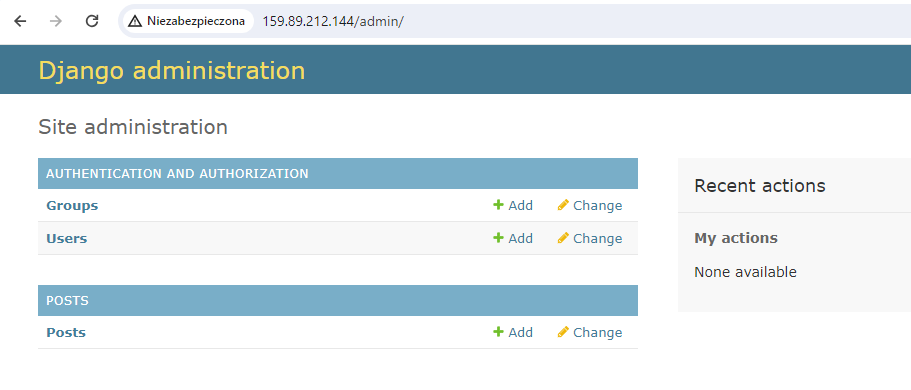 Niezabezpieczona 159.89.212.144/admin/
Django administration
Site administration
AUTHENTICATION AND AUTHORIZATION
Groups Add Change
Users Add Change
POSTS
Posts Add Change
Recent actions
My actions
None available